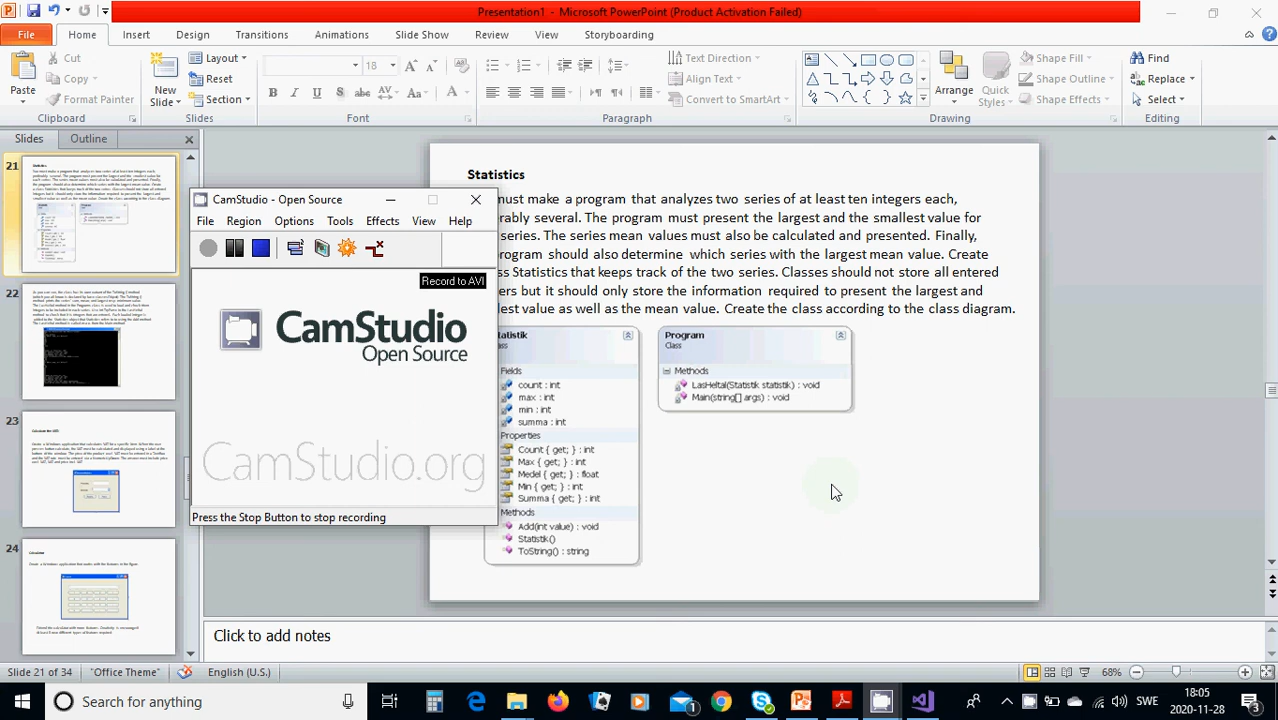 Presentation1 - Microsoft PowerPoint (Product Activation Failed)
File Home Insert Design Transitions Animations Slide Show Review View Storyboarding
Paste
Cut
Copy
Format Painter
Clipboard
New Slide
Layout
Reset
Section
Slides
18
Font
Text Direction
Align Text
Convert to SmartArt
Paragraph
Arrange
Quick Styles
Shape Fill
Shape Outline
Shape Effects
Drawing
Find
Replace
Select
Editing
Slides Outline
21
22
23
24
CamStudio - Open Source
File Region Options Tools Effects View Help
Record to AVI
CamStudio
Open Source
CamStudio.org
Press the Stop Button to stop recording
Statistics
make a program that analyzes two series of at least ten integers each,
rably several. The program must present the largest and the smallest value for
series. The series mean values must also be calculated and presented. Finally,
ogram should also determine which series with the largest mean value. Create
ss Statistics that keeps track of the two series. Classes should not store all entered
ers but it should only store the information required to present the largest and
est value as well as the mean value. Create the class according to the class diagram.
istik
Fields
count : int
max : int
min : int
summa : int
Properties
Count { get; } : int
Max { get; } : int
Medel { get; } : float
Min { get; } : int
Summa { get; } : int
Methods
Add(int value) : void
Statistik()
ToString() : string
Program
Class
Methods
LasHeltal(Statistik statistik) : void
Main(string[] args) : void
Click to add notes
Slide 21 of 34 "Office Theme" English (U.S.) 68%
Search for anything
1
SWE
18:05
2020-11-28